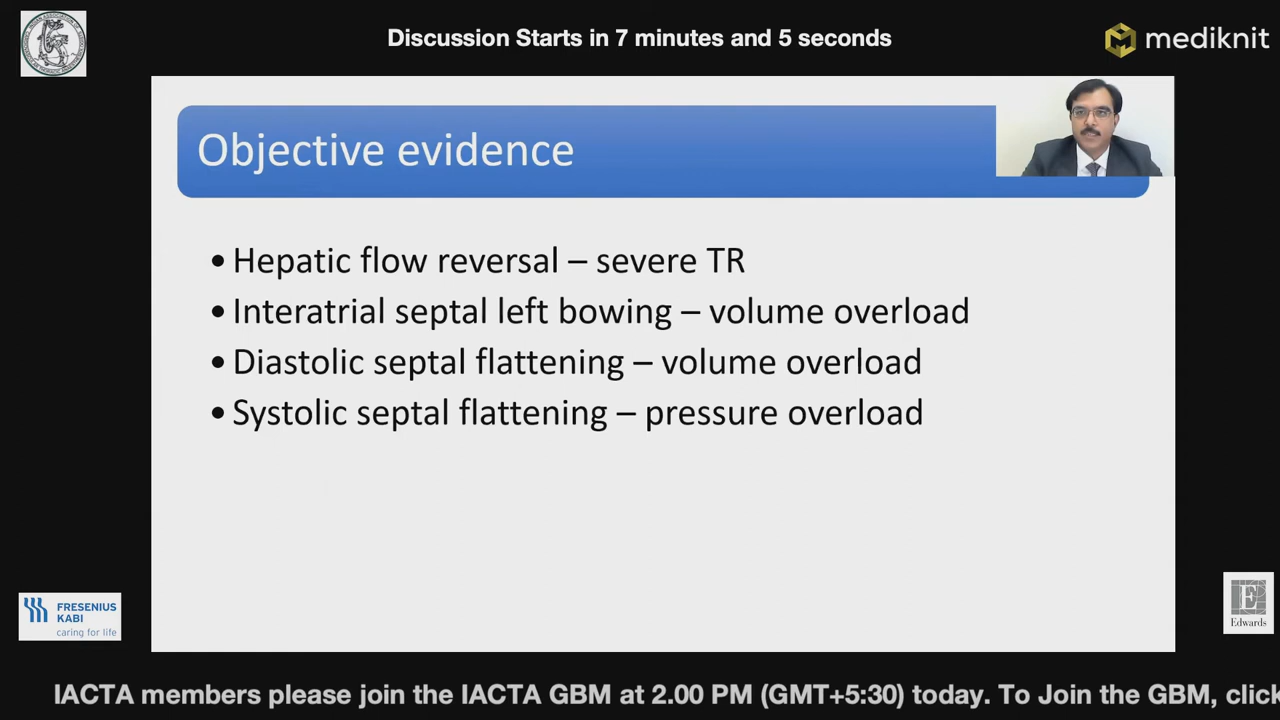 Discussion Starts in 7 minutes and 5 seconds
mediknit
Objective evidence
•Hepatic flow reversal – severe TR
•Interatrial septal left bowing – volume overload
•Diastolic septal flattening – volume overload
•Systolic septal flattening – pressure overload
FRESENIUS
KABI
caring for life
E
Edwards
IACTA members please join the IACTA GBM at 2.00 PM (GMT+5:30) today. To Join the GBM, click